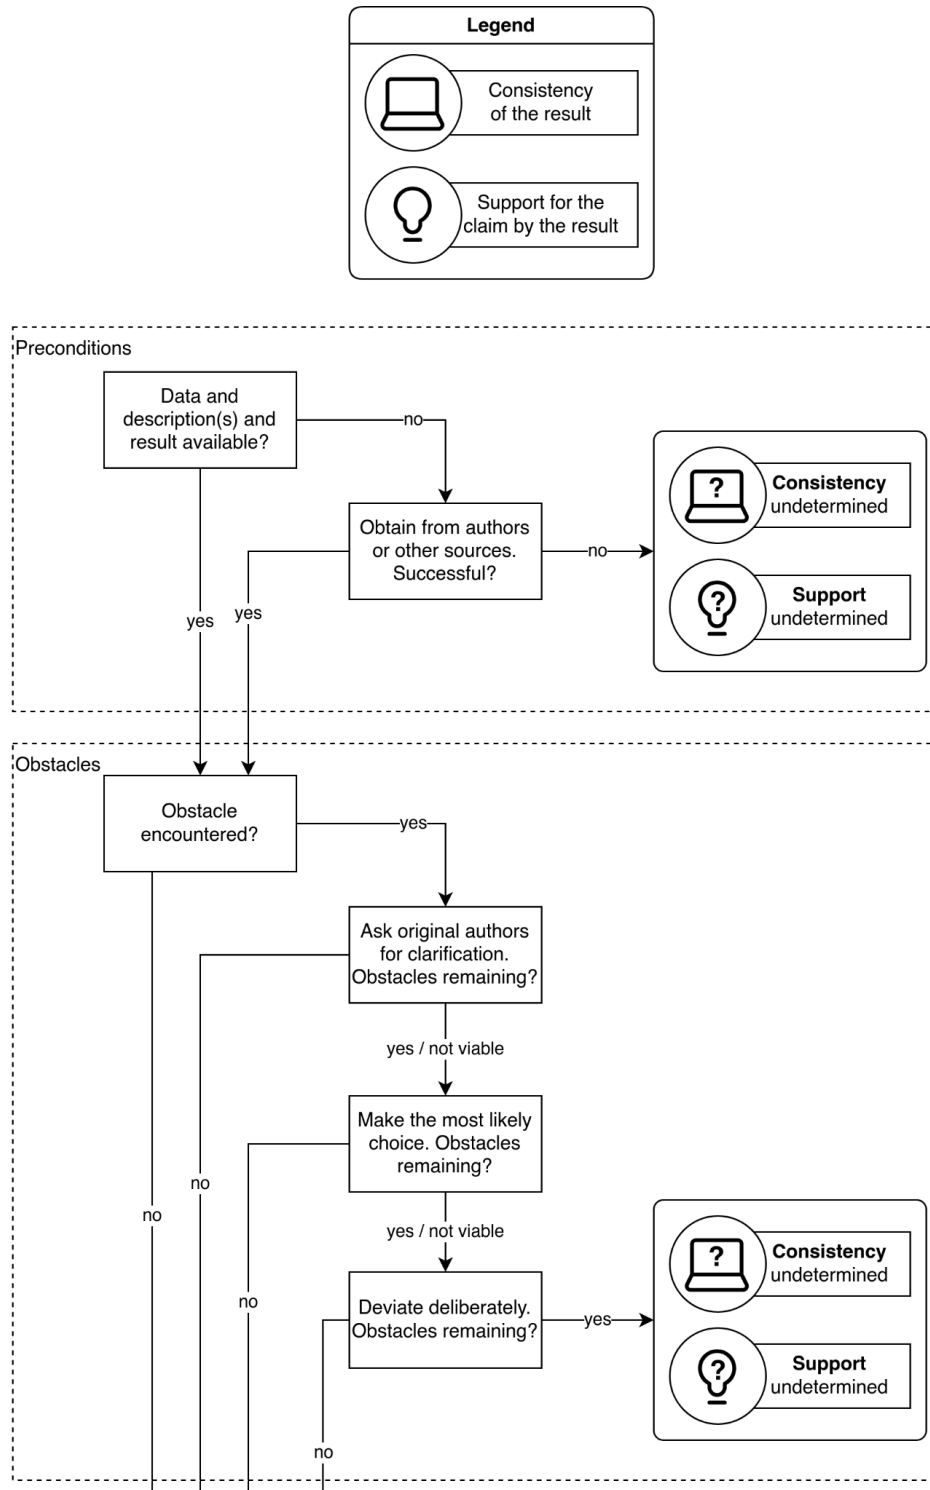 Legend
Consistency
of the result
Support for the
claim by the result
Preconditions
Data and
description(s) and
result available?
no
Obtain from authors
or other sources.
Successful?
no
?
Consistency
undetermined
?
Support
undetermined
yes
yes
Obstacles
Obstacle
encountered?
yes
Ask original authors
for clarification.
Obstacles remaining?
yes / not viable
Make the most likely
choice. Obstacles
remaining?
no
no
yes / not viable
no
Deviate deliberately.
Obstacles remaining?
yes
?
Consistency
undetermined
?
Support
undetermined
no